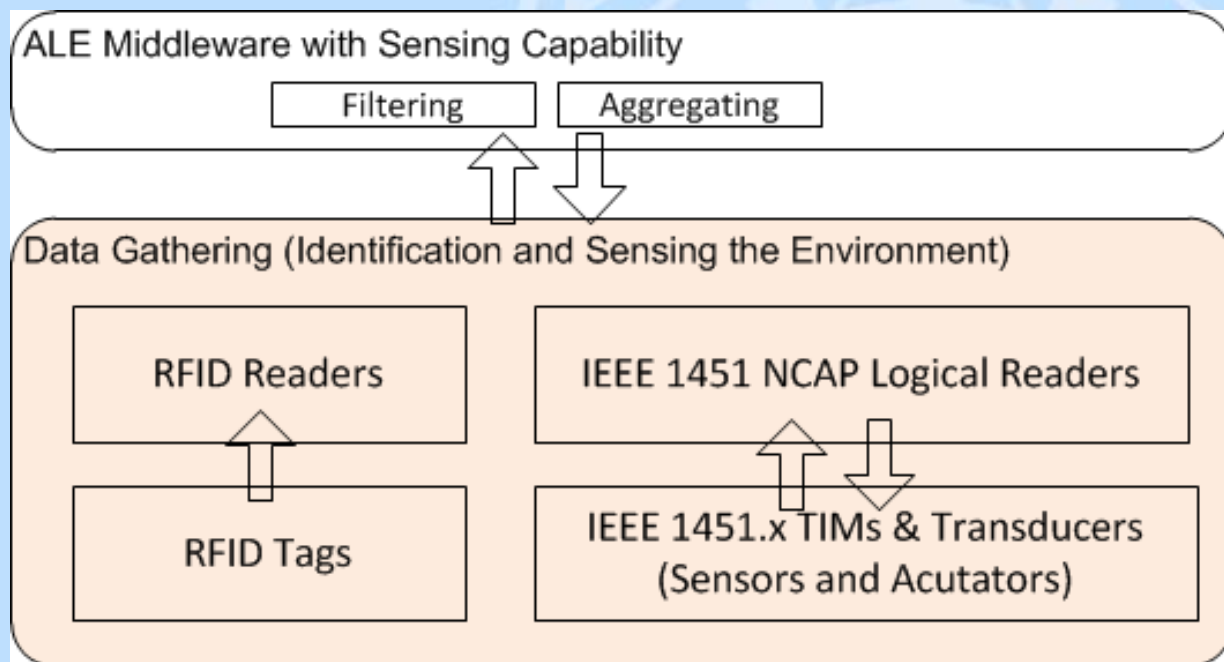 ALE Middleware with Sensing Capability
Filtering
Aggregating
Data Gathering (Identification and Sensing the Environment)
RFID Readers
IEEE 1451 NCAP Logical Readers
RFID Tags
IEEE 1451.x TIMs & Transducers
(Sensors and Acutators)